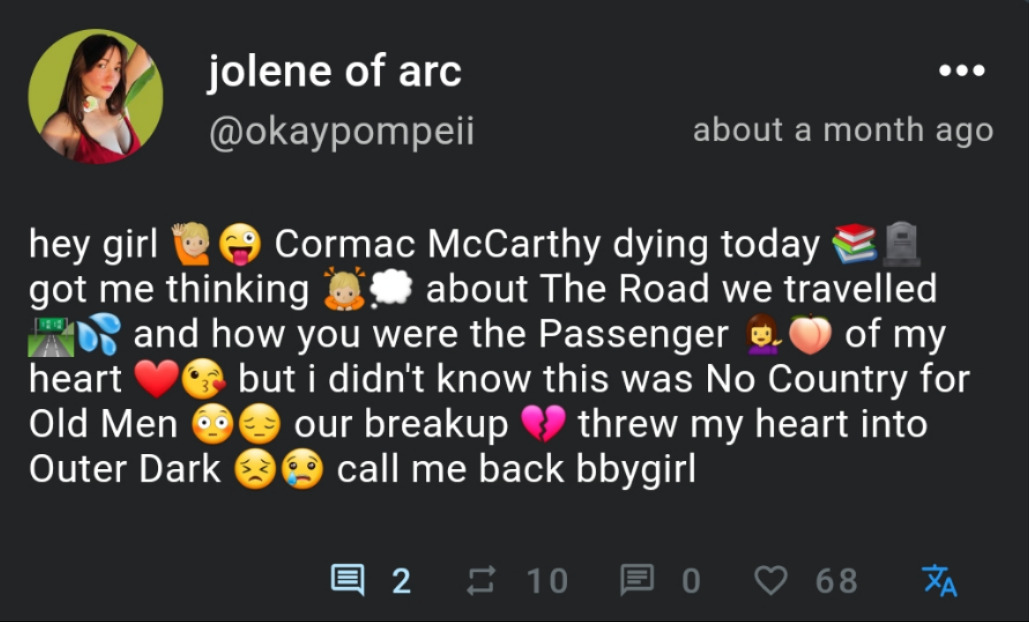 jolene of arc
@okaypompeii
about a month ago
hey girl 🙋🏼😜 Cormac McCarthy dying today 📚🪦
got me thinking 🙇🏼💭 about The Road we travelled
🛣️💦 and how you were the Passenger 💁‍♀️🍑 of my
heart ❤️😘 but i didn't know this was No Country for
Old Men 😳😔 our breakup 💔 threw my heart into
Outer Dark 😣😢 call me back bbygirl
2 10 0 68